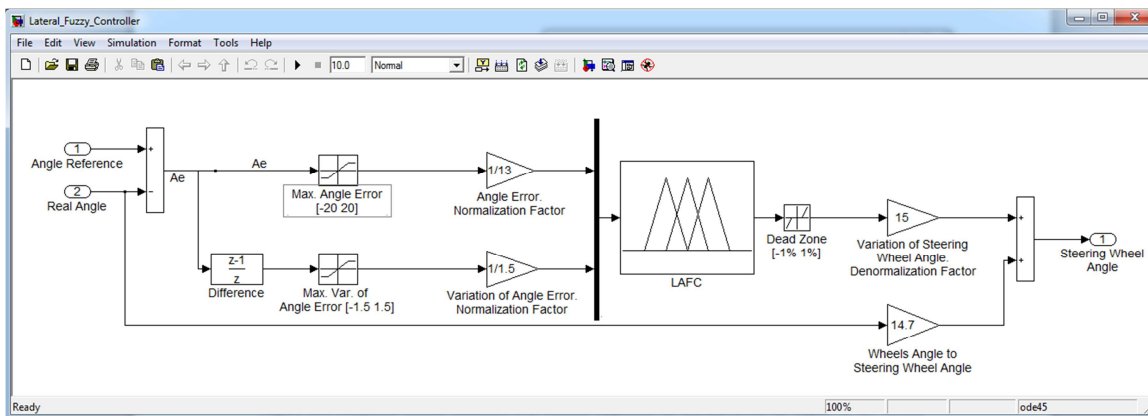 Lateral_Fuzzy_Controller
File Edit View Simulation Format Tools Help
10.0 Normal
1
Angle Reference
2
Real Angle
+
-
Ae
Ae
Max. Angle Error
[-20 20]
1/13
Angle Error.
Normalization Factor
z-1
z
Difference
Max. Var. of
Angle Error [-1.5 1.5]
1/1.5
Variation of Angle Error.
Normalization Factor
LAFC
Dead Zone
[-1% 1%]
15
Variation of Steering
Wheel Angle.
Denormalization Factor
14.7
Wheels Angle to
Steering Wheel Angle
+
+
1
Steering Wheel
Angle
Ready 100% ode45